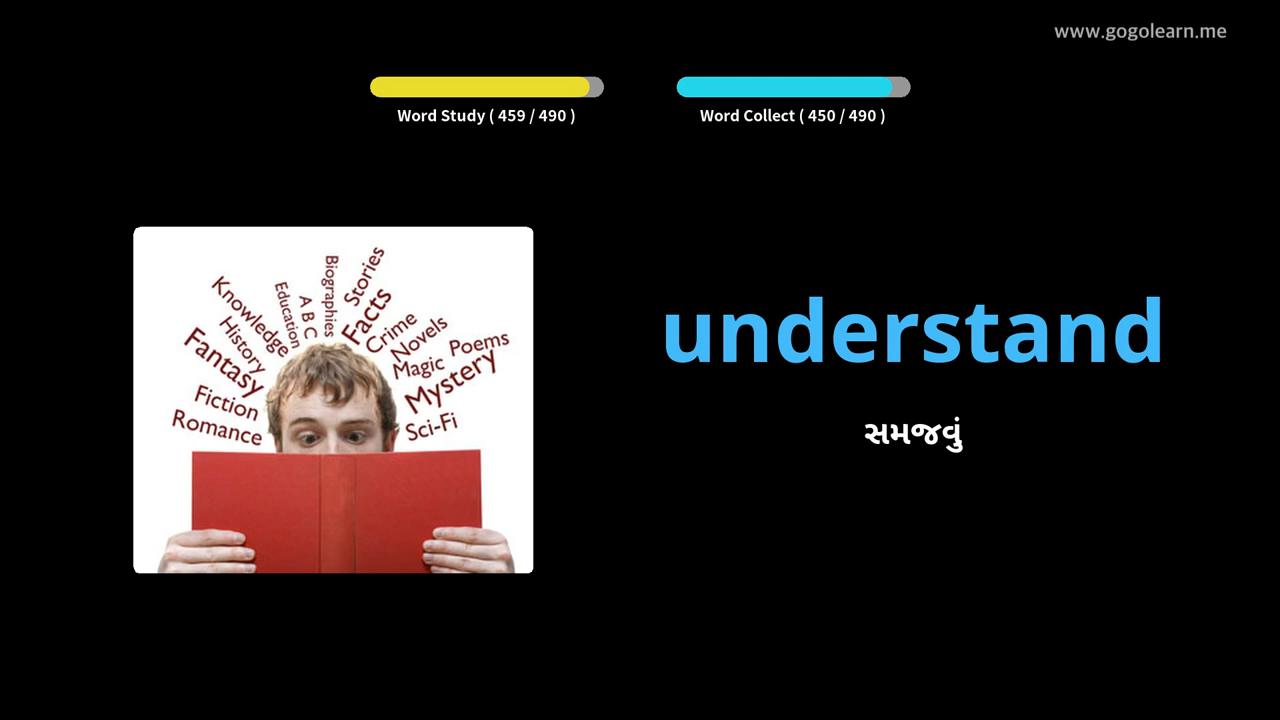 www.gogolearn.me
Word Study ( 459 / 490 )
Word Collect ( 450 / 490 )
Knowledge
History
Fantasy
Fiction
Romance
Education
A B C
Biographies
Stories
Facts
Crime
Novels
Magic
Poems
Mystery
Sci-Fi
understand
સમજવું